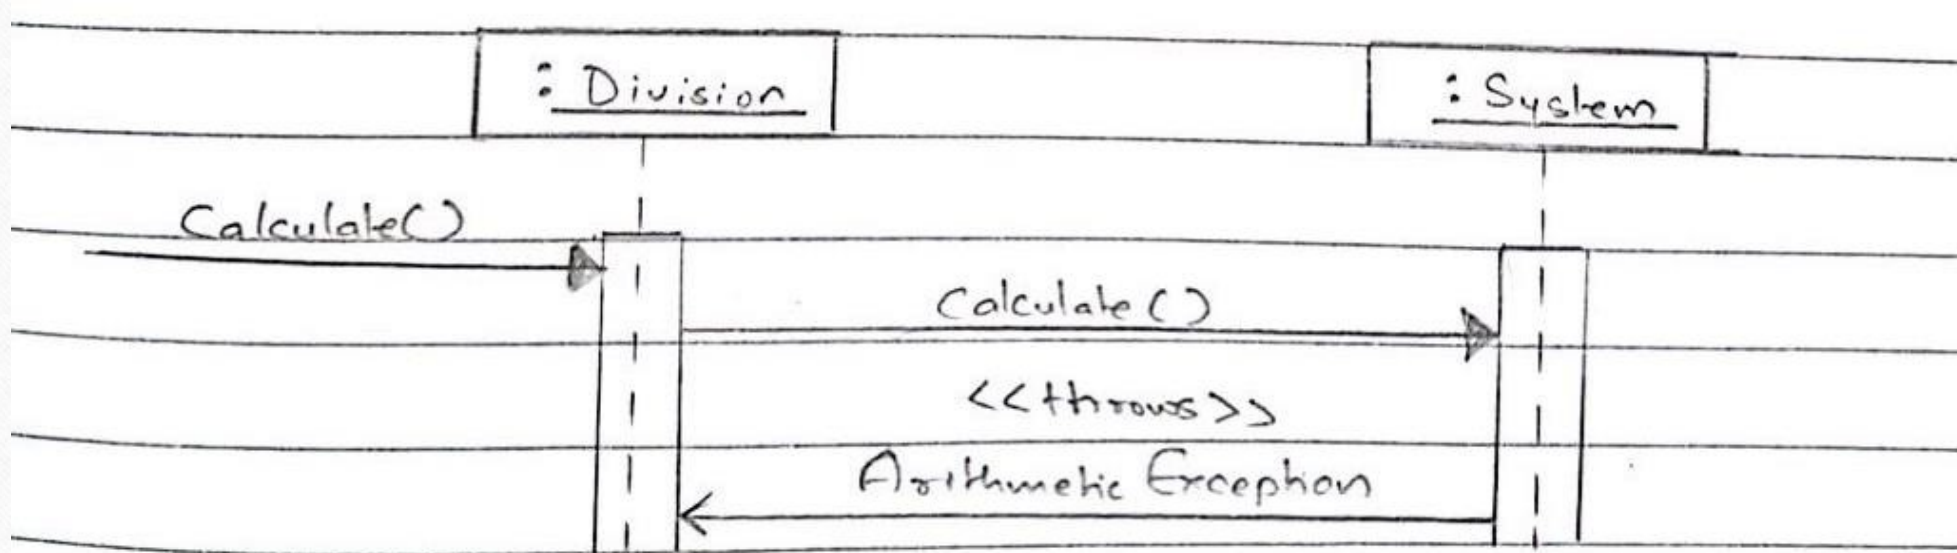 : Division
: System
Calculate()
Calculate()
<<throws>>
Arithmetic Exception